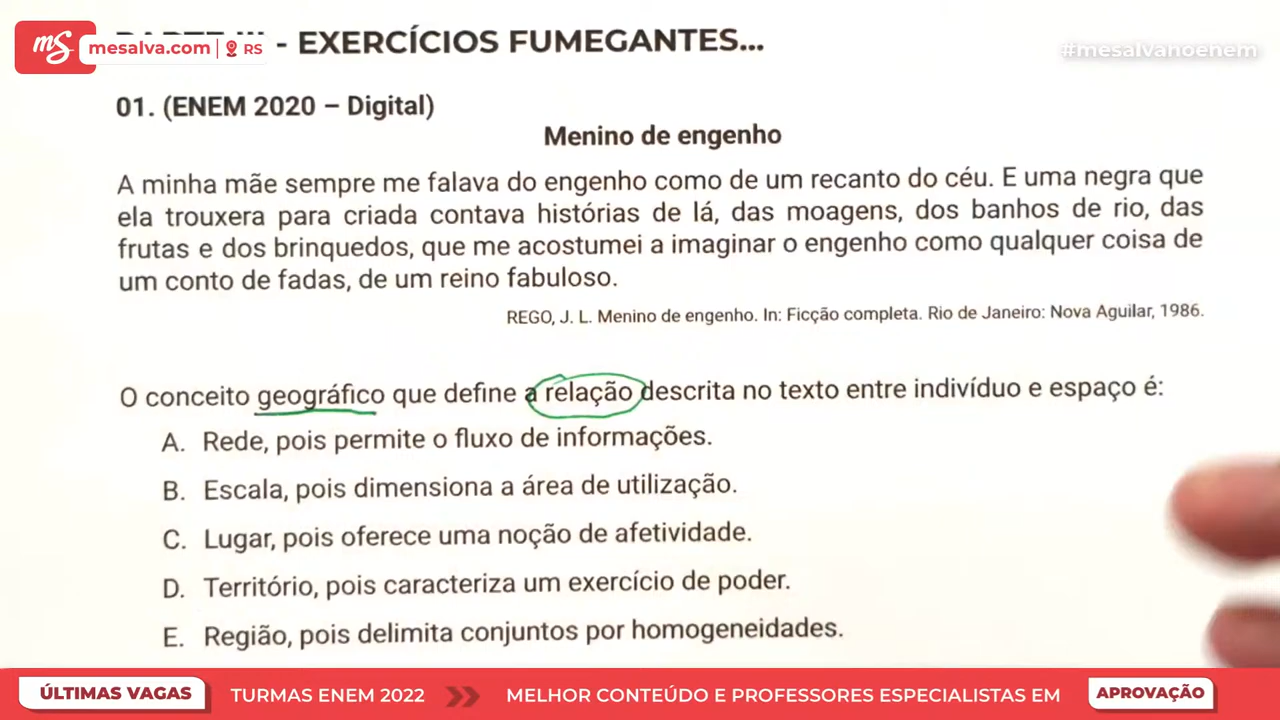 mS mesalva.com | RS
- EXERCÍCIOS FUMEGANTES...
#mesalvanoenem
01. (ENEM 2020 – Digital)
Menino de engenho
A minha mãe sempre me falava do engenho como de um recanto do céu. E uma negra que
ela trouxera para criada contava histórias de lá, das moagens, dos banhos de rio, das
frutas e dos brinquedos, que me acostumei a imaginar o engenho como qualquer coisa de
um conto de fadas, de um reino fabuloso.
REGO, J. L. Menino de engenho. In: Ficção completa. Rio de Janeiro: Nova Aguilar, 1986.
O conceito geográfico que define a relação descrita no texto entre indivíduo e espaço é:
A. Rede, pois permite o fluxo de informações.
B. Escala, pois dimensiona a área de utilização.
C. Lugar, pois oferece uma noção de afetividade.
D. Território, pois caracteriza um exercício de poder.
E. Região, pois delimita conjuntos por homogeneidades.
ÚLTIMAS VAGAS TURMAS ENEM 2022 MELHOR CONTEÚDO E PROFESSORES ESPECIALISTAS EM APROVAÇÃO